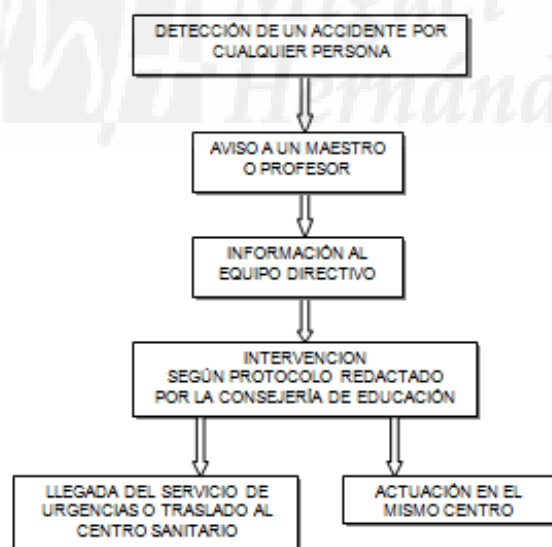 Hernánd
DETECCIÓN DE UN ACCIDENTE POR
CUALQUIER PERSONA
AVISO A UN MAESTRO
O PROFESOR
INFORMACIÓN AL
EQUIPO DIRECTIVO
INTERVENCION
SEGÚN PROTOCOLO REDACTADO
POR LA CONSEJERÍA DE EDUCACIÓN
LLEGADA DEL SERVICIO DE
URGENCIAS O TRASLADO AL
CENTRO SANITARIO
ACTUACIÓN EN EL
MISMO CENTRO